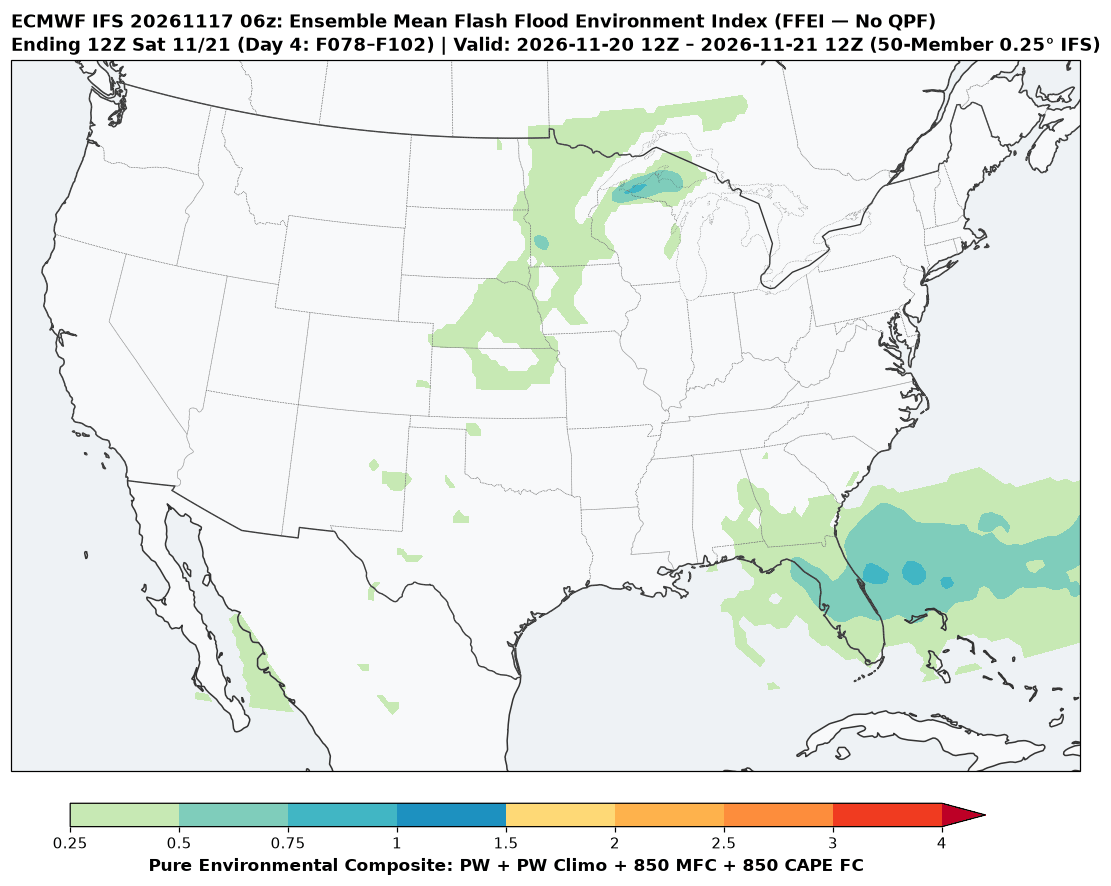 ECMWF IFS 20261117 06z: Ensemble Mean Flash Flood Environment Index (FFEI — No QPF)
Ending 12Z Sat 11/21 (Day 4: F078–F102) | Valid: 2026-11-20 12Z – 2026-11-21 12Z (50-Member 0.25° IFS)
0.25 0.5 0.75 1 1.5 2 2.5 3 4
Pure Environmental Composite: PW + PW Climo + 850 MFC + 850 CAPE FC